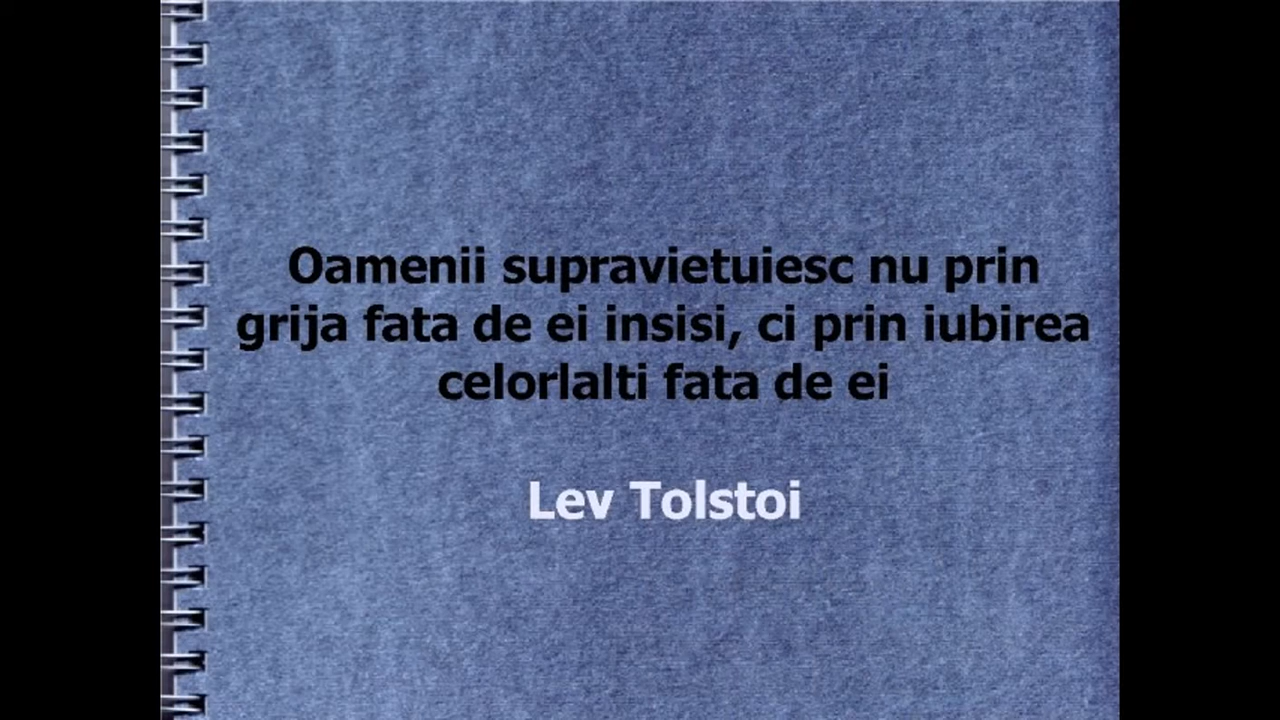 Oamenii supravietuiesc nu prin
grija fata de ei insisi, ci prin iubirea
celorlalti fata de ei
Lev Tolstoi